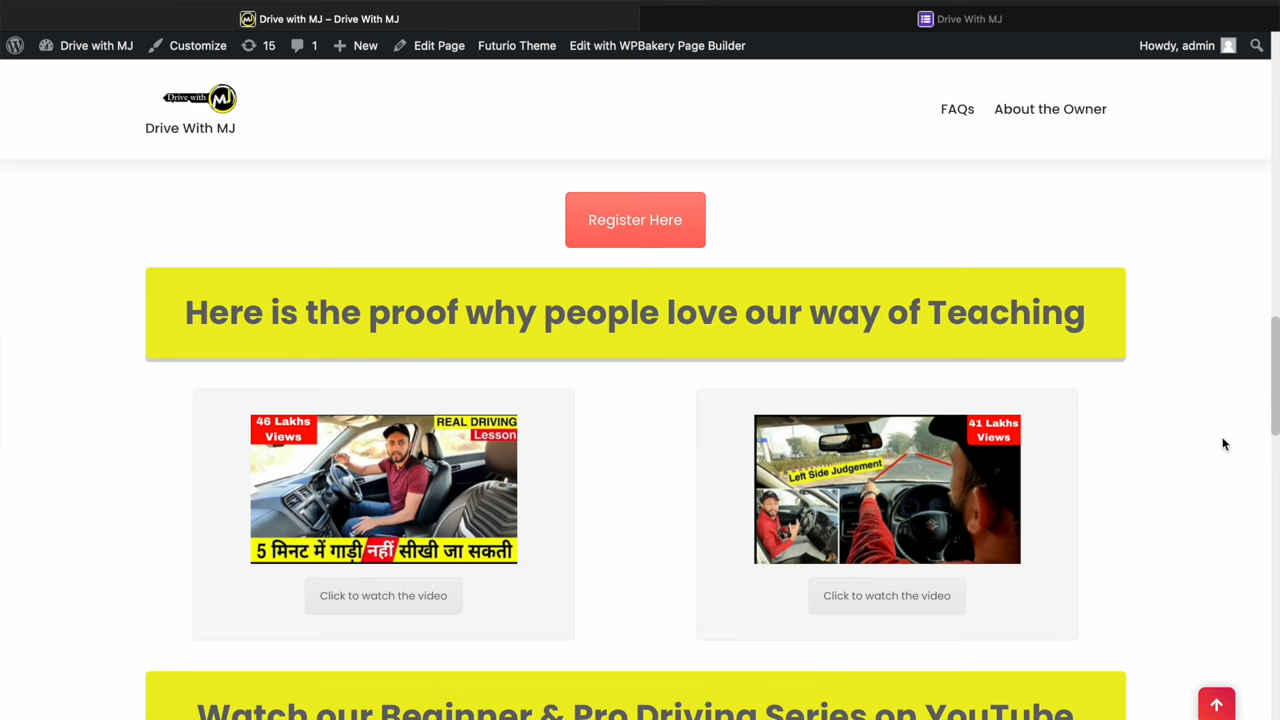 Drive with MJ – Drive With MJ
Drive With MJ
Drive with MJ
Customize
15
1
New
Edit Page
Futurio Theme
Edit with WPBakery Page Builder
Howdy, admin
Drive with MJ
Drive With MJ
FAQs
About the Owner
Register Here
Here is the proof why people love our way of Teaching
46 Lakhs
Views
REAL DRIVING
Lesson
5 मिनट में गाड़ी नहीं सीखी जा सकती
Click to watch the video
41 Lakhs
Views
Left Side Judgement
Click to watch the video
Watch our Beginner & Pro Driving Series on YouTube